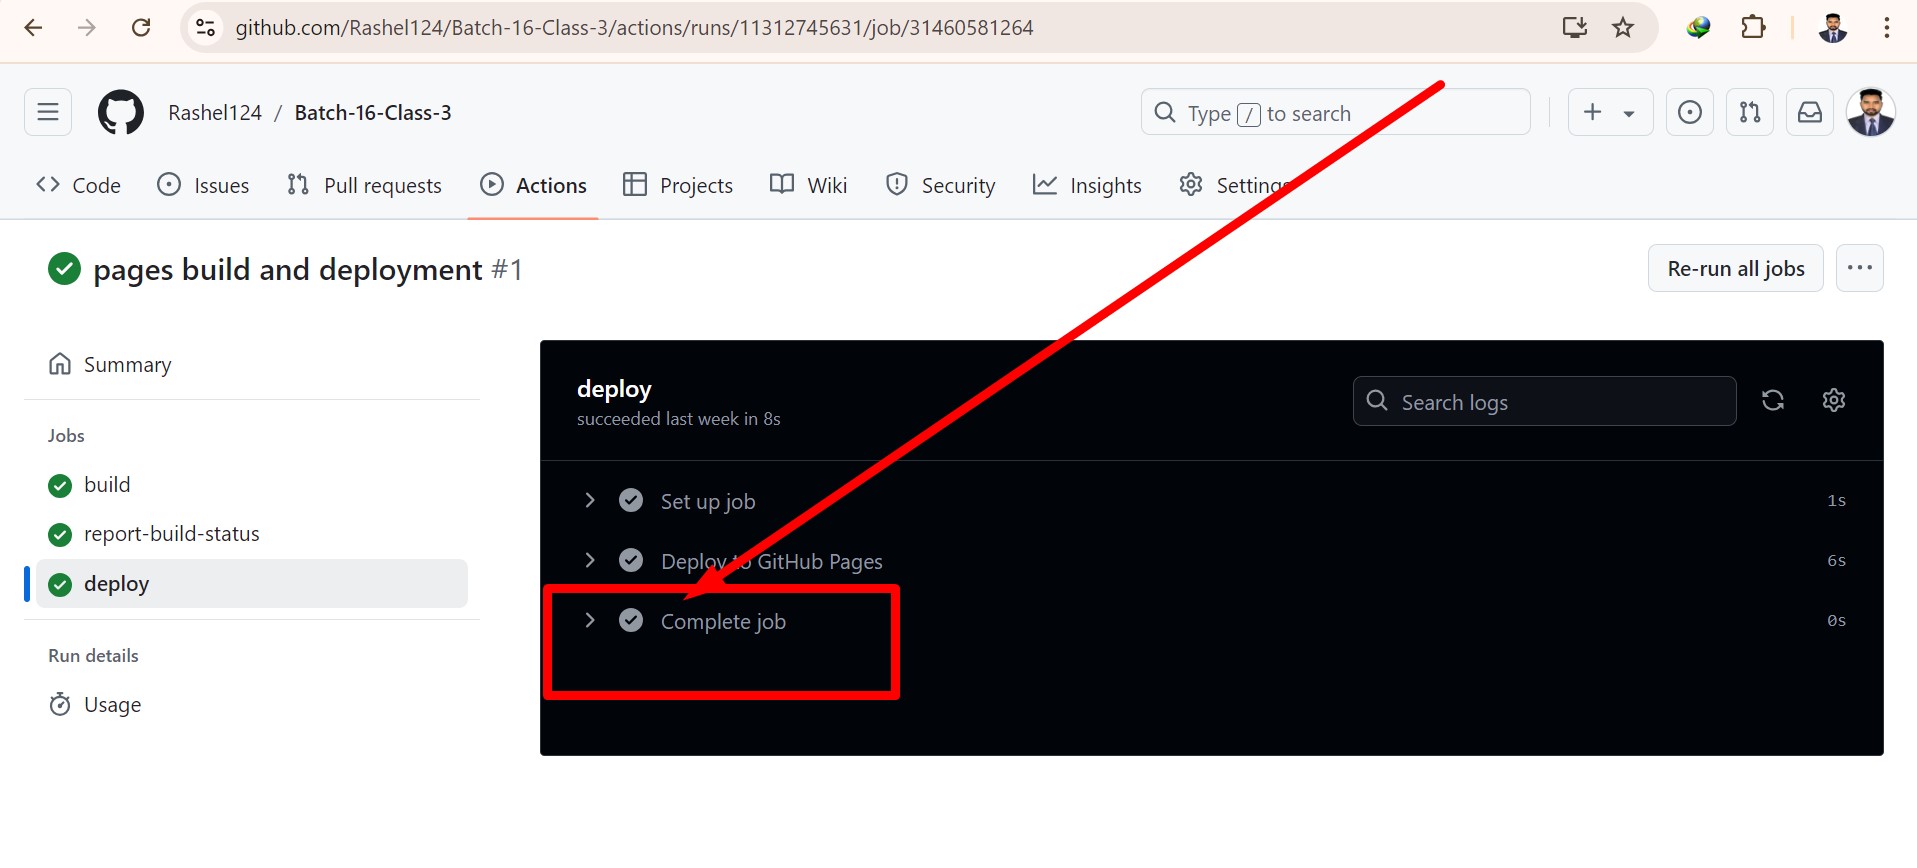 github.com/Rashel124/Batch-16-Class-3/actions/runs/11312745631/job/31460581264
Rashel124 / Batch-16-Class-3
Type / to search
Code Issues Pull requests Actions Projects Wiki Security Insights Settings
pages build and deployment #1
Re-run all jobs
Summary
Jobs
build
report-build-status
deploy
Run details
Usage
deploy
succeeded last week in 8s
Search logs
Set up job 1s
Deploy to GitHub Pages 6s
Complete job 0s